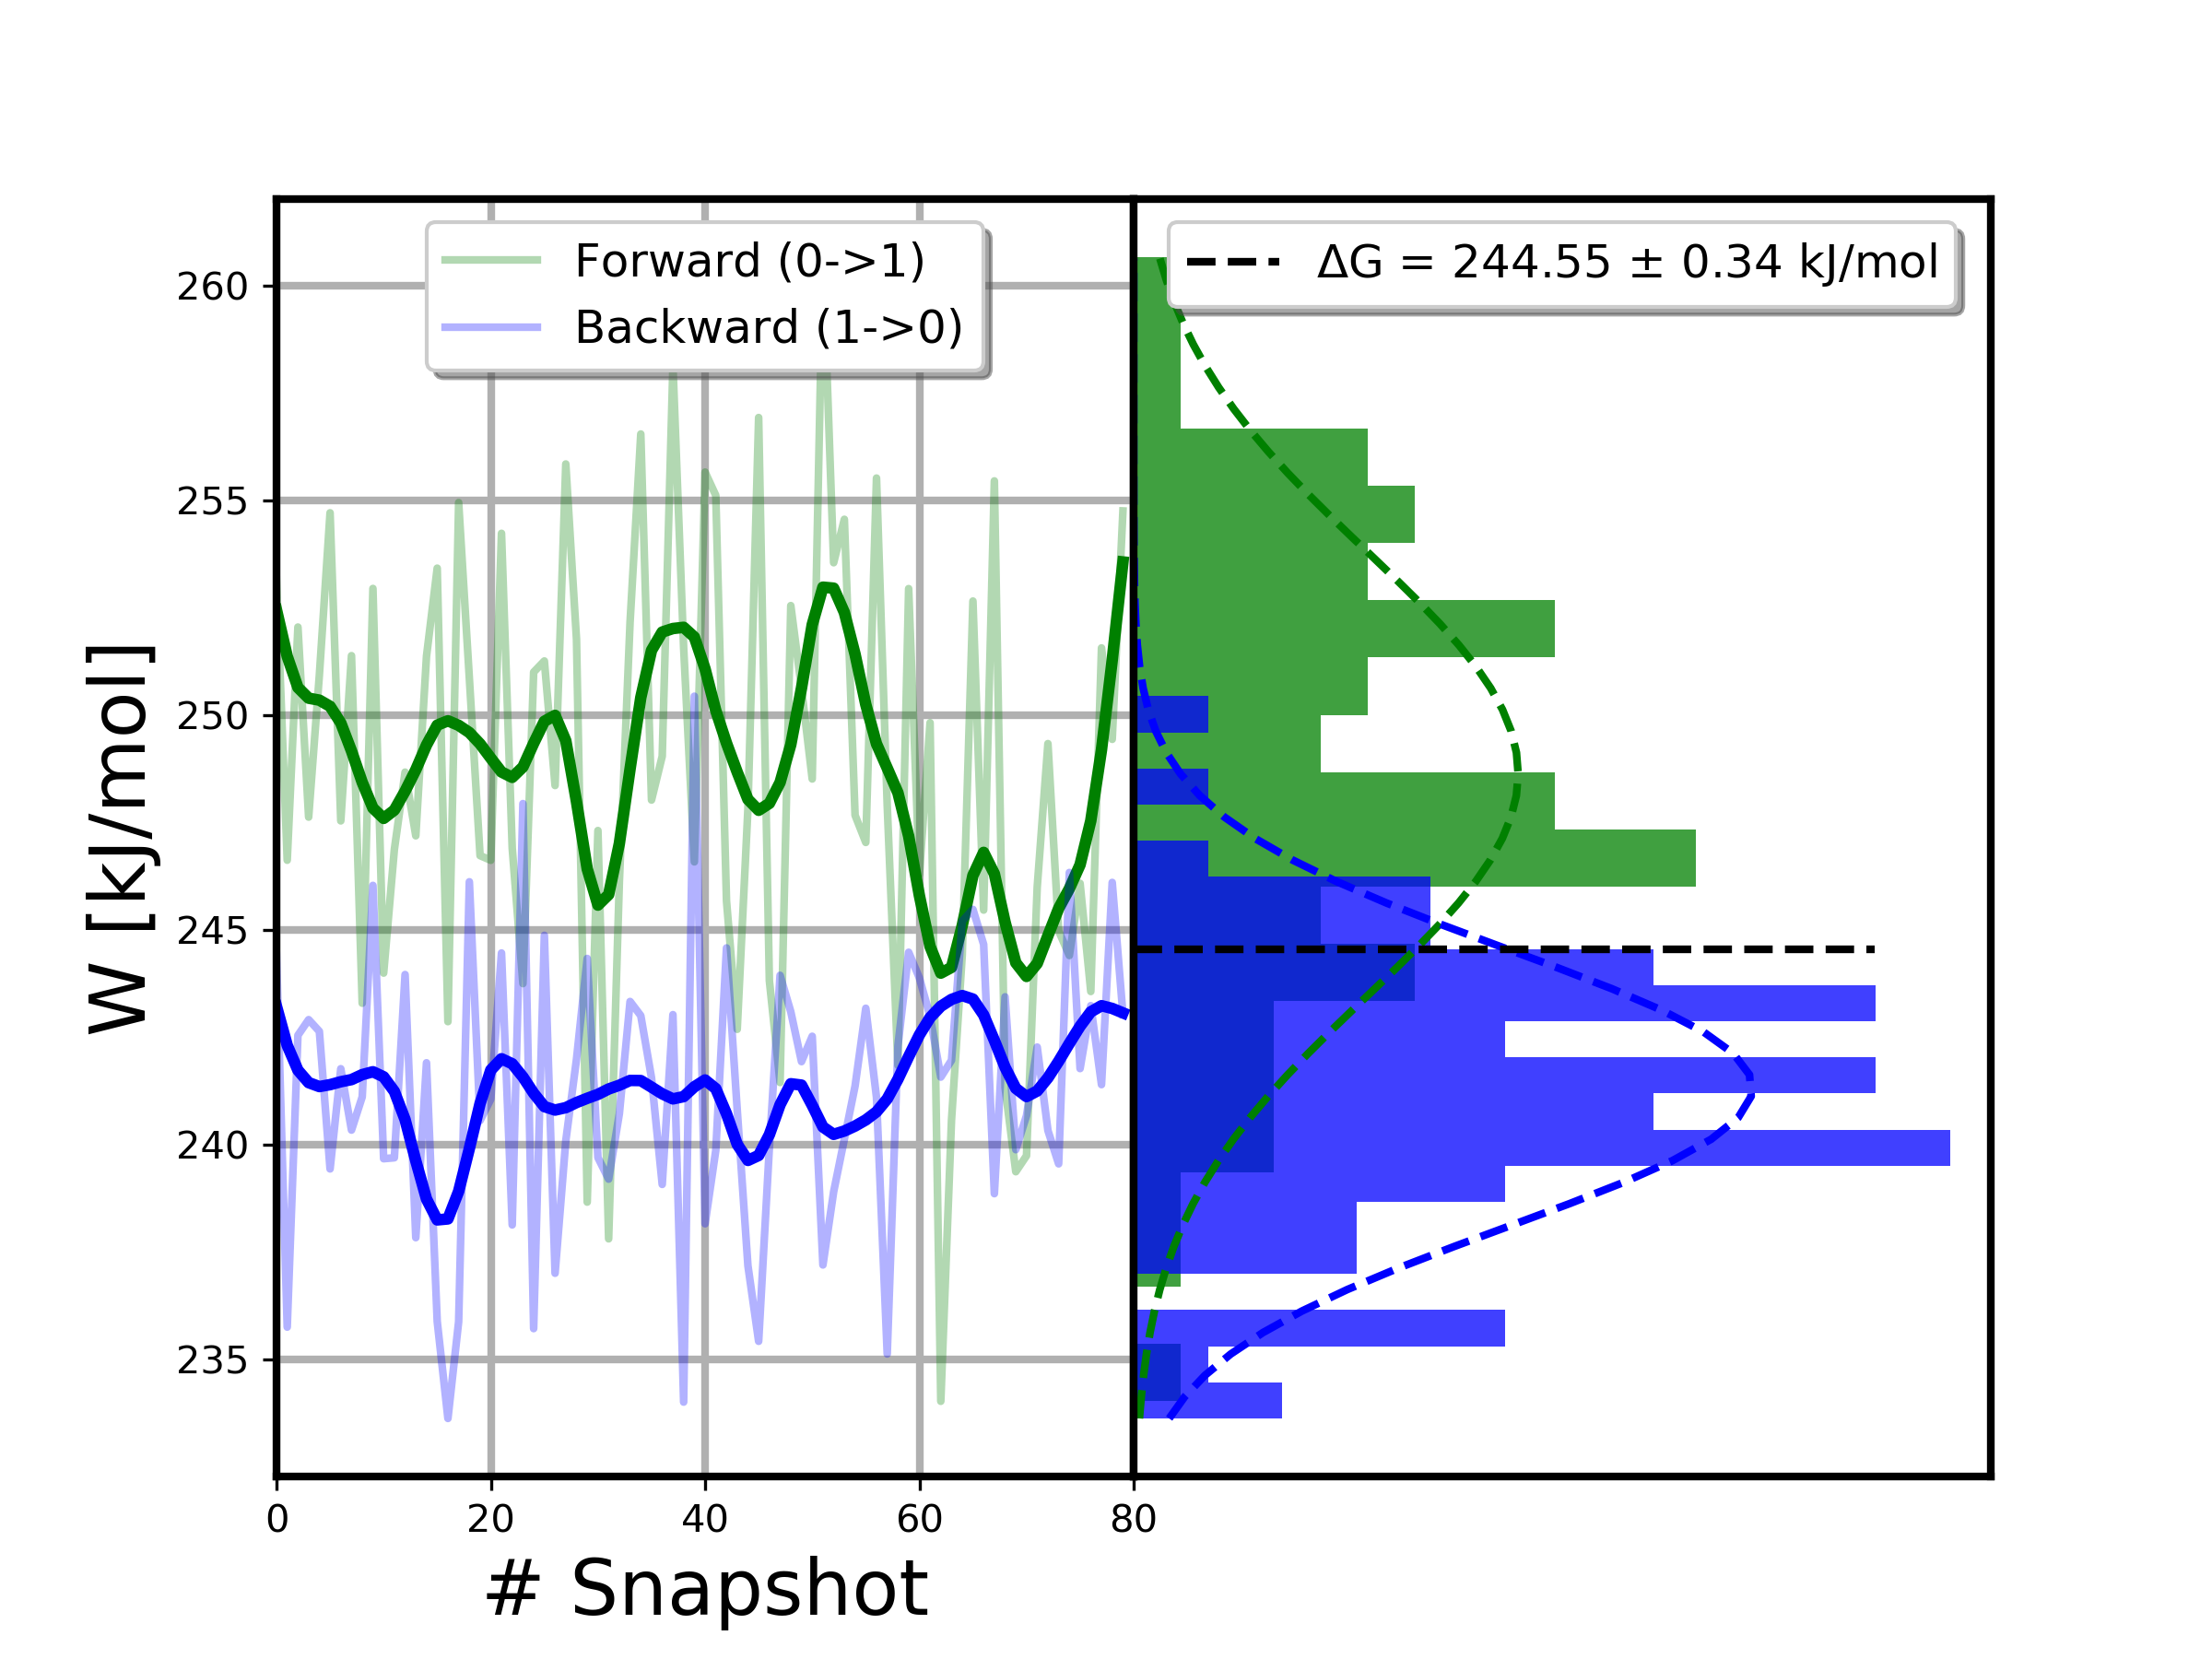 Forward (0->1)
Backward (1->0)
ΔG = 244.55 ± 0.34 kJ/mol
260
255
250
245
240
235
W [kJ/mol]
0 20 40 60 80
# Snapshot